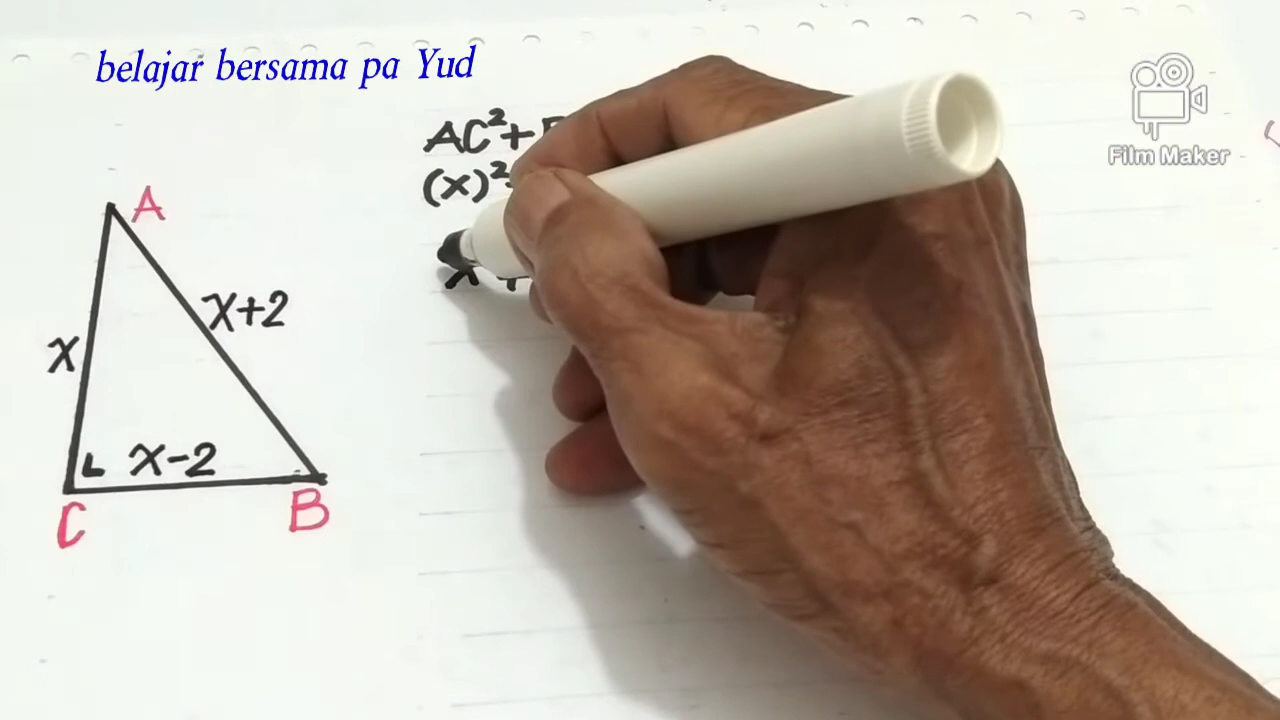 belajar bersama pa Yud
Film Maker
AC²+
(x)²
A
x+2
x
x-2
C
B